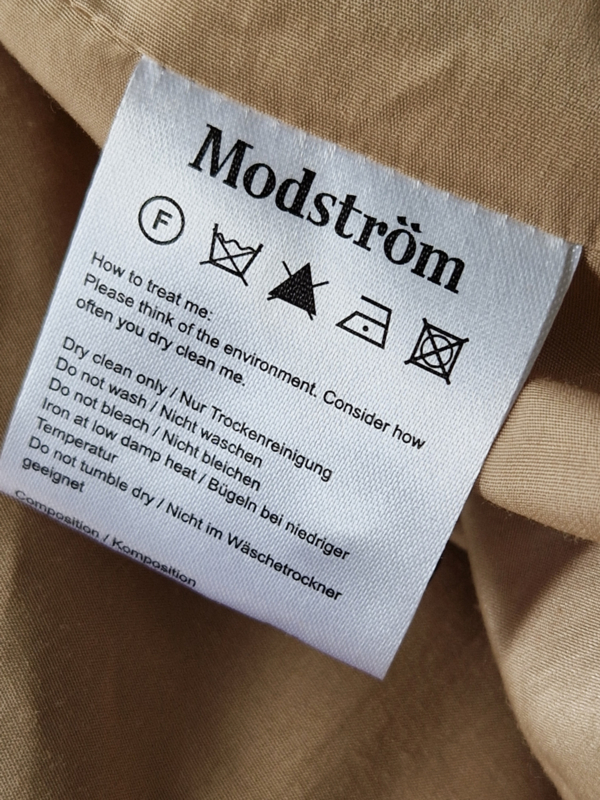 Modström
F
How to treat me:
Please think of the environment. Consider how
often you dry clean me.
Dry clean only / Nur Trockenreinigung
Do not wash / Nicht waschen
Do not bleach / Nicht bleichen
Iron at low damp heat / Bügeln bei niedriger
Temperatur
Do not tumble dry / Nicht im Wäschetrockner
geeignet
Composition / Komposition